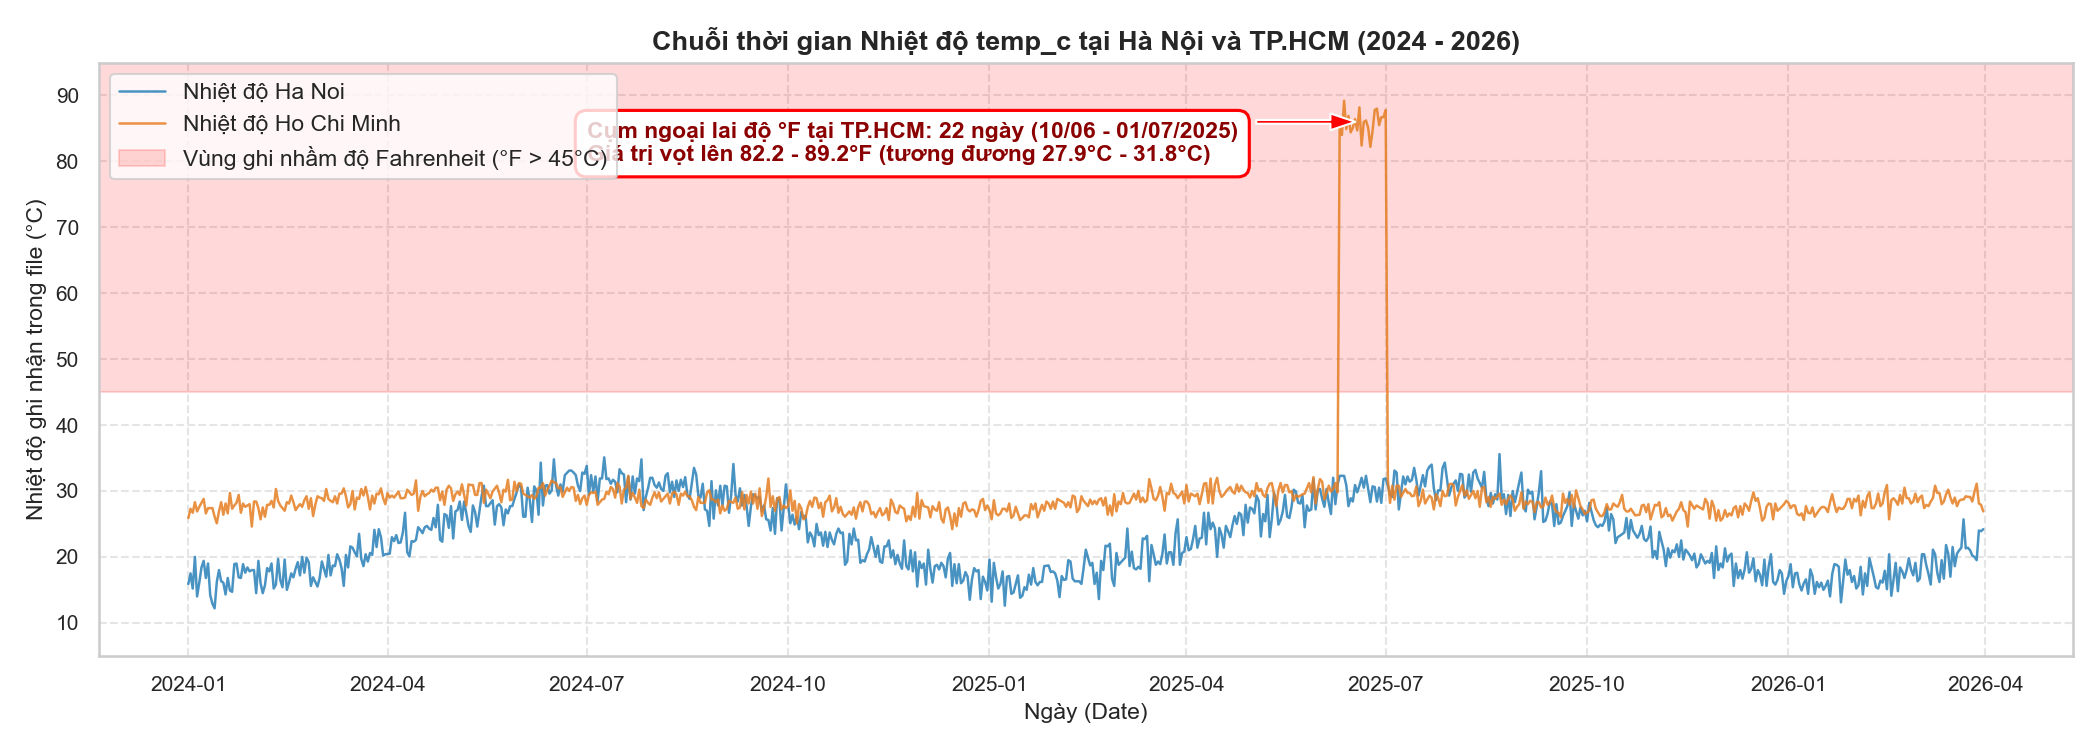 Chuỗi thời gian Nhiệt độ temp_c tại Hà Nội và TP.HCM (2024 - 2026)
Nhiệt độ Ha Noi
Nhiệt độ Ho Chi Minh
Vùng ghi nhầm độ Fahrenheit (°F > 45°C)
Cụm ngoại lai độ °F tại TP.HCM: 22 ngày (10/06 - 01/07/2025)
Giá trị vọt lên 82.2 - 89.2°F (tương đương 27.9°C - 31.8°C)
Nhiệt độ ghi nhận trong file (°C)
90
80
70
60
50
40
30
20
10
2024-01 2024-04 2024-07 2024-10 2025-01 2025-04 2025-07 2025-10 2026-01 2026-04
Ngày (Date)